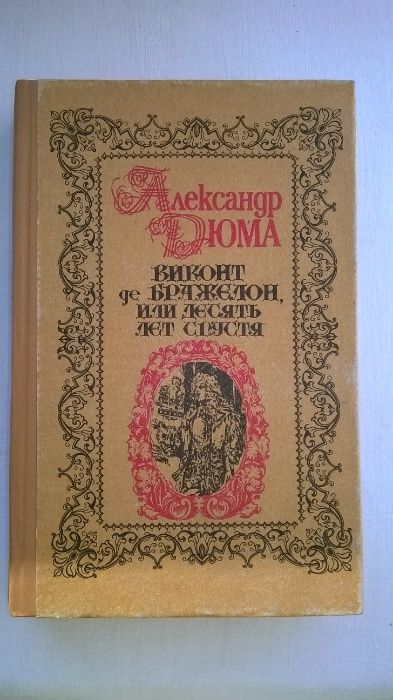 Александр
ДЮМА
ВИКОНТ
де БРАЖЕЛОН,
ИЛИ ДЕСЯТЬ
ЛЕТ СПУСТЯ